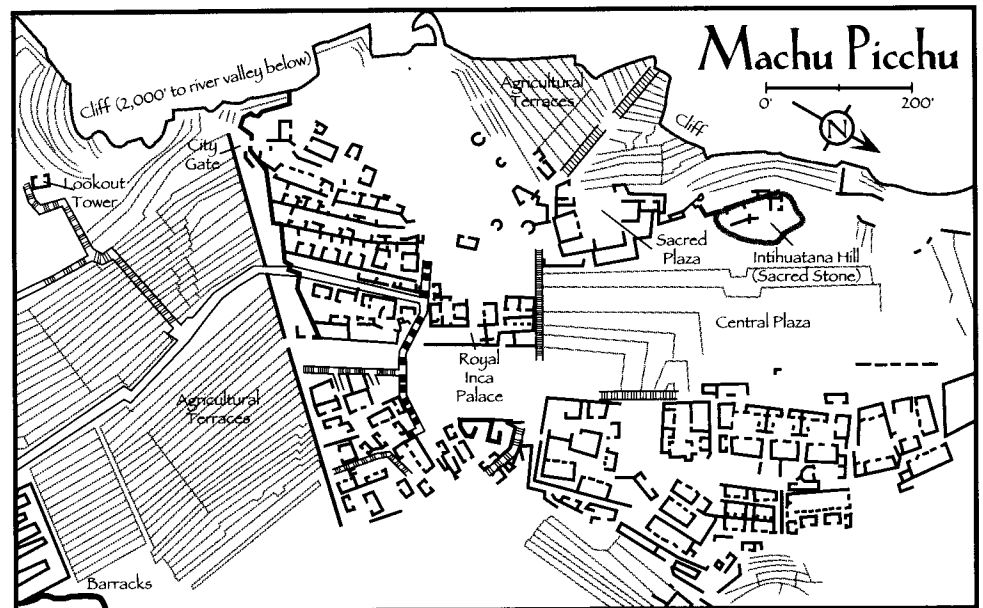 Machu Picchu
0' 200'
N
Cliff (2,000' to river valley below)
Agricultural
Terraces
Cliff
City
Gate
Lookout
Tower
Sacred
Plaza
Intihuatana Hill
(Sacred Stone)
Central Plaza
Royal
Inca
Palace
Agricultural
Terraces
Barracks